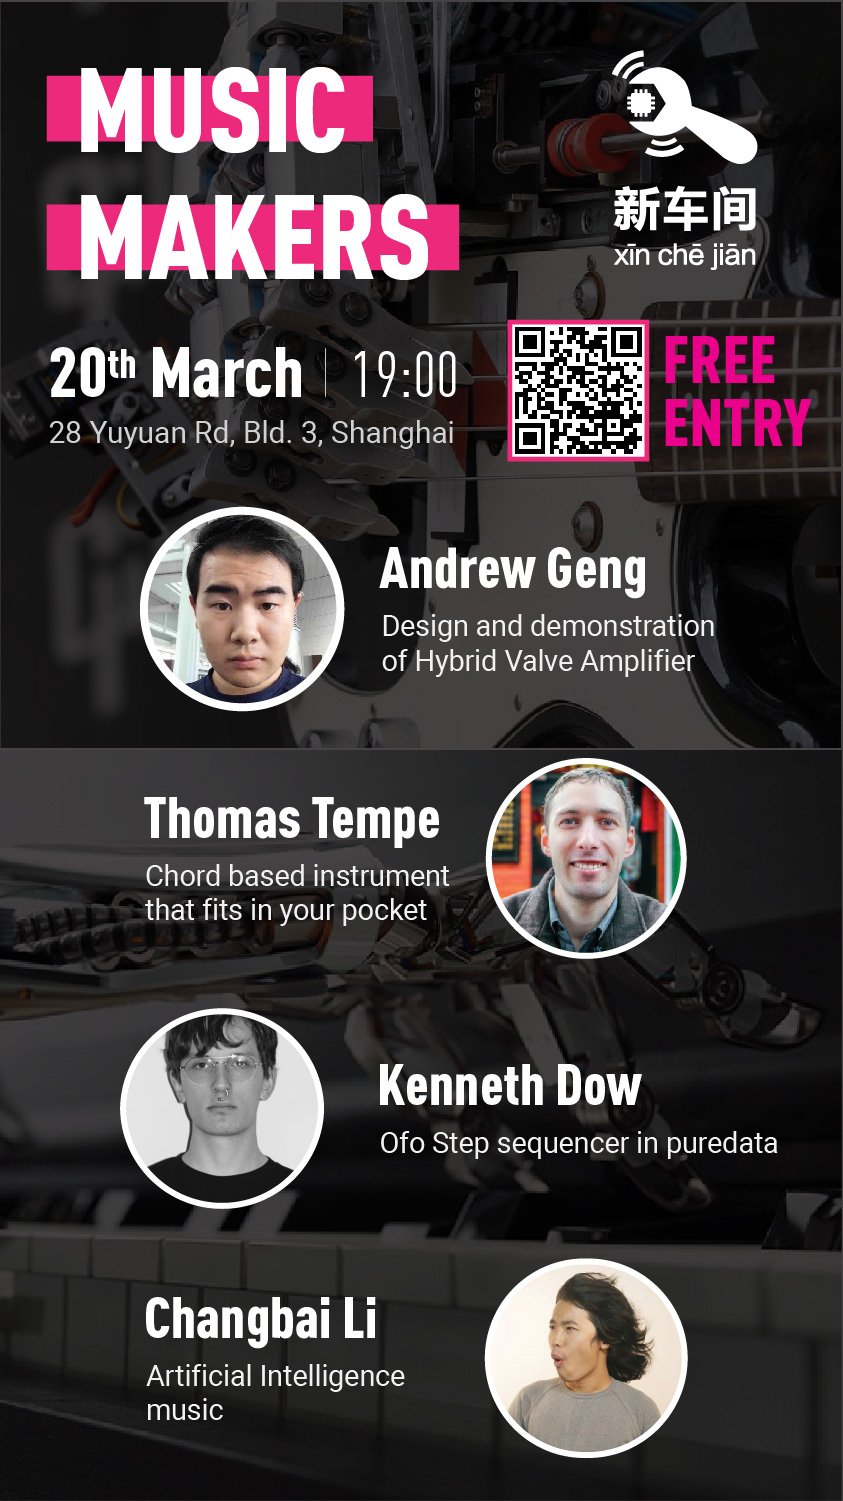 MUSIC
MAKERS
新车间
xīn chē jiān
20th March | 19:00
28 Yuyuan Rd, Bld. 3, Shanghai
FREE
ENTRY
Andrew Geng
Design and demonstration
of Hybrid Valve Amplifier
Thomas Tempe
Chord based instrument
that fits in your pocket
Kenneth Dow
Ofo Step sequencer in puredata
Changbai Li
Artificial Intelligence
music